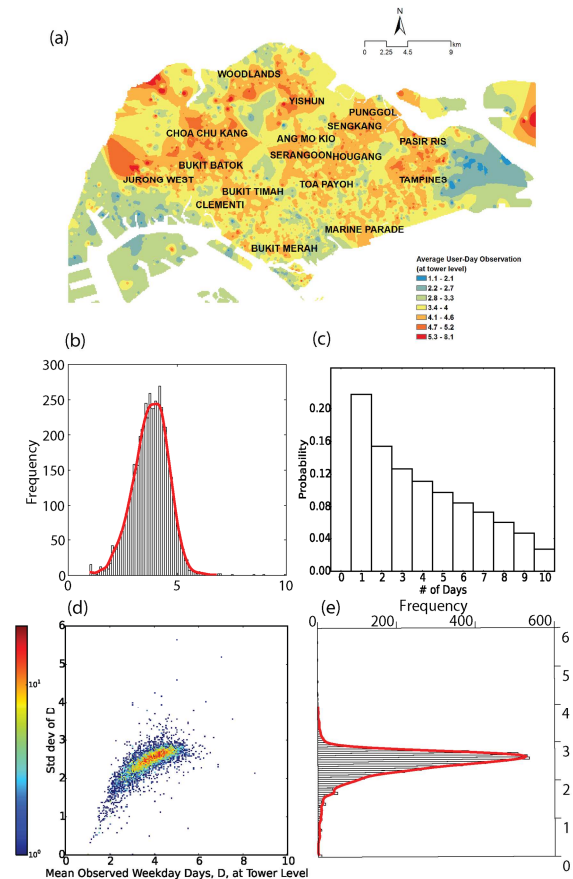 (a)
N
0 2.25 4.5 9
km
WOODLANDS
YISHUN
PUNGGOL
SENGKANG
CHOA CHU KANG
ANG MO KIO
PASIR RIS
SERANGOON HOUGANG
BUKIT BATOK
JURONG WEST
TOA PAYOH
TAMPINES
BUKIT TIMAH
CLEMENTI
MARINE PARADE
BUKIT MERAH
Average User-Day Observation
(at tower level)
1.1 - 2.1
2.2 - 2.7
2.8 - 3.3
3.4 - 4
4.1 - 4.6
4.7 - 5.2
5.3 - 8.1
(b)
300
250
200
150
100
50
0
Frequency
0 5 10
(c)
0.20
0.16
0.12
0.08
0.04
0.00
Probability
0 1 2 3 4 5 6 7 8 9 10
# of Days
(d)
10¹
10⁰
6
5
4
3
2
1
0
Std dev of D
0 2 4 6 8 10
Mean Observed Weekday Days, D, at Tower Level
(e)
Frequency
0 200 400 600
6
5
4
3
2
1
0